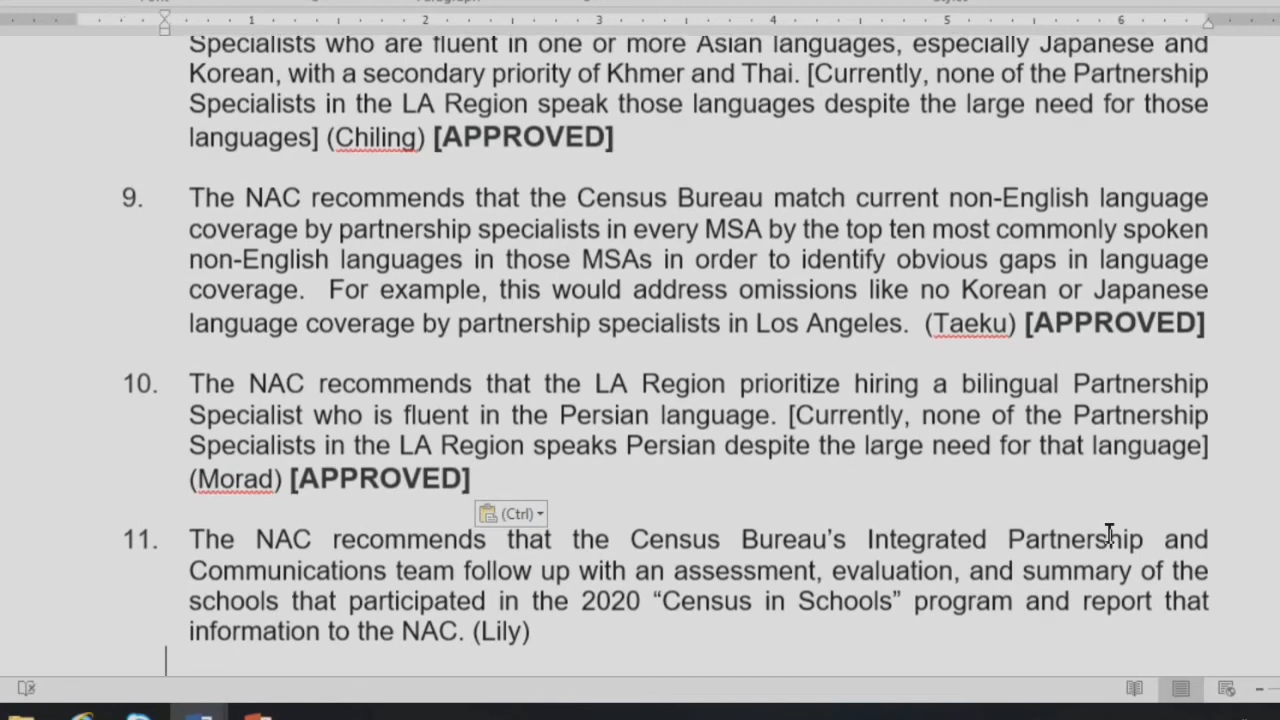 1 2 3 4 5 6
Specialists who are fluent in one or more Asian languages, especially Japanese and
Korean, with a secondary priority of Khmer and Thai. [Currently, none of the Partnership
Specialists in the LA Region speak those languages despite the large need for those
languages] (Chiling) [APPROVED]
9. The NAC recommends that the Census Bureau match current non-English language
coverage by partnership specialists in every MSA by the top ten most commonly spoken
non-English languages in those MSAs in order to identify obvious gaps in language
coverage.  For example, this would address omissions like no Korean or Japanese
language coverage by partnership specialists in Los Angeles.  (Taeku) [APPROVED]
10. The NAC recommends that the LA Region prioritize hiring a bilingual Partnership
Specialist who is fluent in the Persian language. [Currently, none of the Partnership
Specialists in the LA Region speaks Persian despite the large need for that language]
(Morad) [APPROVED]
(Ctrl)
11. The NAC recommends that the Census Bureau’s Integrated Partnership and
Communications team follow up with an assessment, evaluation, and summary of the
schools that participated in the 2020 “Census in Schools” program and report that
information to the NAC. (Lily)